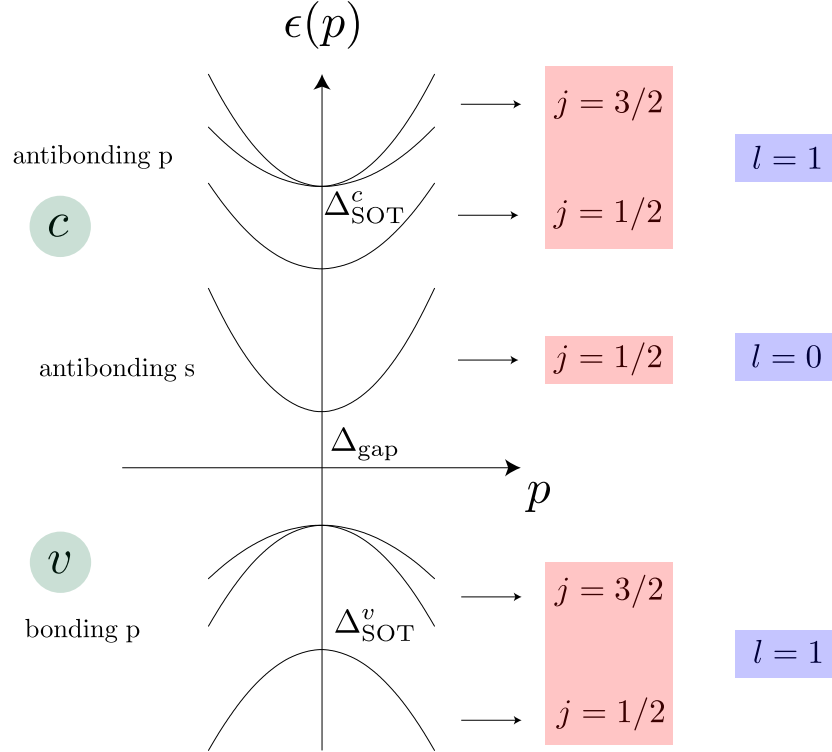 ϵ(p)
j = 3/2
antibonding p
l = 1
Δ^c_SOT
j = 1/2
c
antibonding s
j = 1/2
l = 0
Δ_gap
p
v
j = 3/2
bonding p
Δ^v_SOT
l = 1
j = 1/2